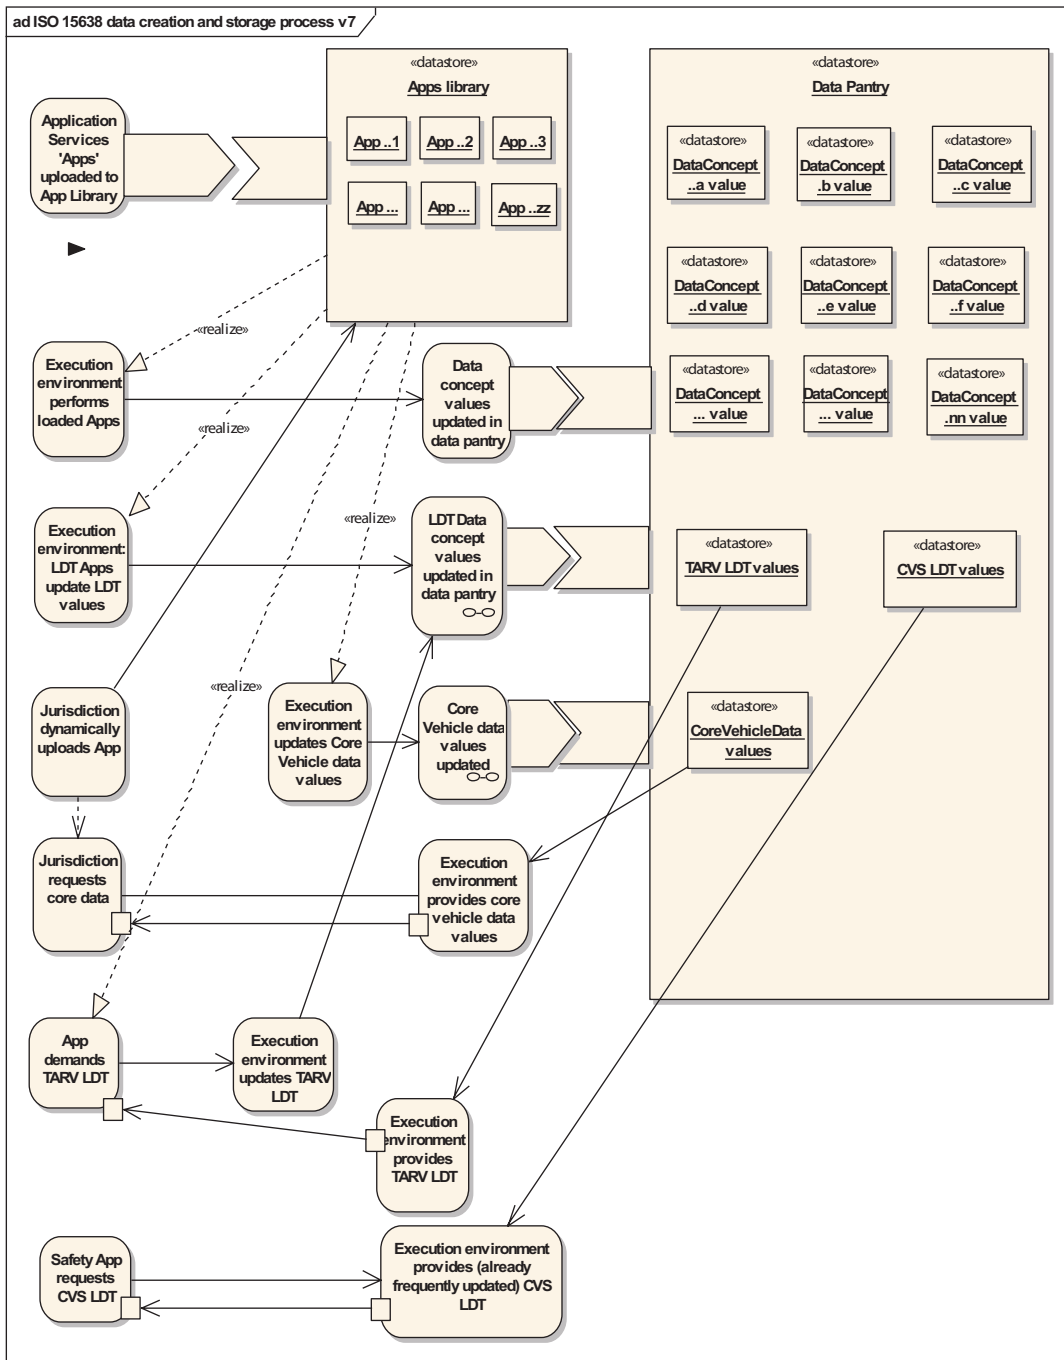 ad ISO 15638 data creation and storage process v7
«datastore»
Apps library
App ..1
App ..2
App ..3
App ...
App ...
App ..zz
«datastore»
Data Pantry
«datastore»
DataConcept
..a value
«datastore»
DataConcept
.b value
«datastore»
DataConcept
..c value
«datastore»
DataConcept
..d value
«datastore»
DataConcept
..e value
«datastore»
DataConcept
..f value
«datastore»
DataConcept
... value
«datastore»
DataConcept
... value
«datastore»
DataConcept
.nn value
Application
Services
'Apps'
uploaded to
App Library
«realize»
Execution
environment
performs
loaded Apps
Data
concept
values
updated in
data pantry
«realize»
«realize»
Execution
environment:
LDT Apps
update LDT
values
LDT Data
concept
values
updated in
data pantry
«datastore»
TARV LDT values
«datastore»
CVS LDT values
«realize»
Jurisdiction
dynamically
uploads App
Execution
environment
updates Core
Vehicle data
values
Core
Vehicle data
values
updated
«datastore»
CoreVehicleData
values
Jurisdiction
requests
core data
Execution
environment
provides core
vehicle data
values
App
demands
TARV LDT
Execution
environment
updates TARV
LDT
Execution
environment
provides
TARV LDT
Safety App
requests
CVS LDT
Execution environment
provides (already
frequently updated) CVS
LDT